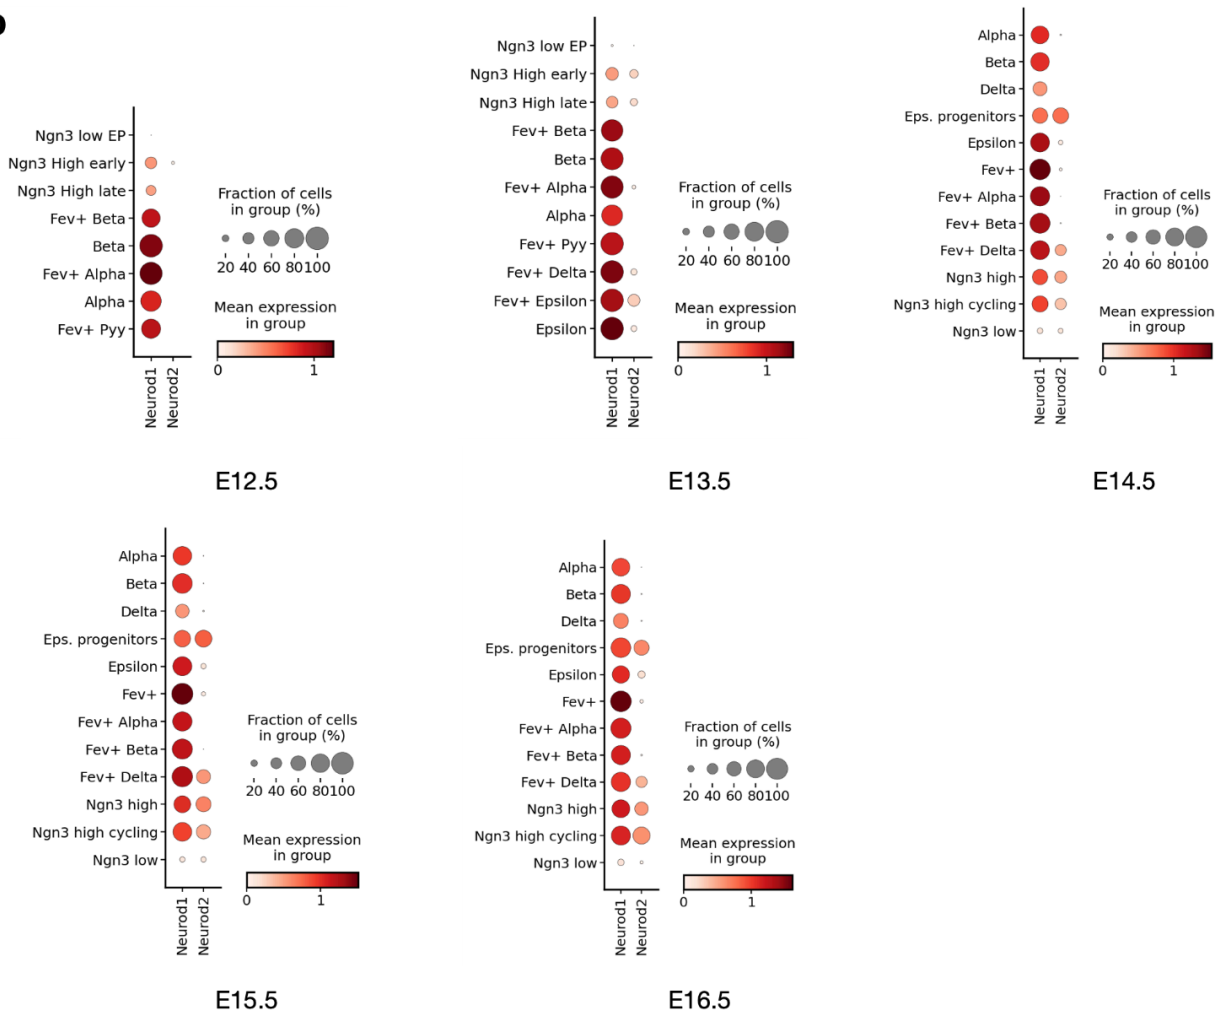 Ngn3 low EP
Ngn3 High early
Ngn3 High late
Fev+ Beta
Beta
Fev+ Alpha
Alpha
Fev+ Pyy
Neurod1
Neurod2
Fraction of cells
in group (%)
20 40 60 80100
Mean expression
in group
0 1
E12.5
Ngn3 low EP
Ngn3 High early
Ngn3 High late
Fev+ Beta
Beta
Fev+ Alpha
Alpha
Fev+ Pyy
Fev+ Delta
Fev+ Epsilon
Epsilon
Neurod1
Neurod2
Fraction of cells
in group (%)
20 40 60 80100
Mean expression
in group
0 1
E13.5
Alpha
Beta
Delta
Eps. progenitors
Epsilon
Fev+
Fev+ Alpha
Fev+ Beta
Fev+ Delta
Ngn3 high
Ngn3 high cycling
Ngn3 low
Neurod1
Neurod2
Fraction of cells
in group (%)
20 40 60 80100
Mean expression
in group
0 1
E14.5
Alpha
Beta
Delta
Eps. progenitors
Epsilon
Fev+
Fev+ Alpha
Fev+ Beta
Fev+ Delta
Ngn3 high
Ngn3 high cycling
Ngn3 low
Neurod1
Neurod2
Fraction of cells
in group (%)
20 40 60 80100
Mean expression
in group
0 1
E15.5
Alpha
Beta
Delta
Eps. progenitors
Epsilon
Fev+
Fev+ Alpha
Fev+ Beta
Fev+ Delta
Ngn3 high
Ngn3 high cycling
Ngn3 low
Neurod1
Neurod2
Fraction of cells
in group (%)
20 40 60 80100
Mean expression
in group
0 1
E16.5